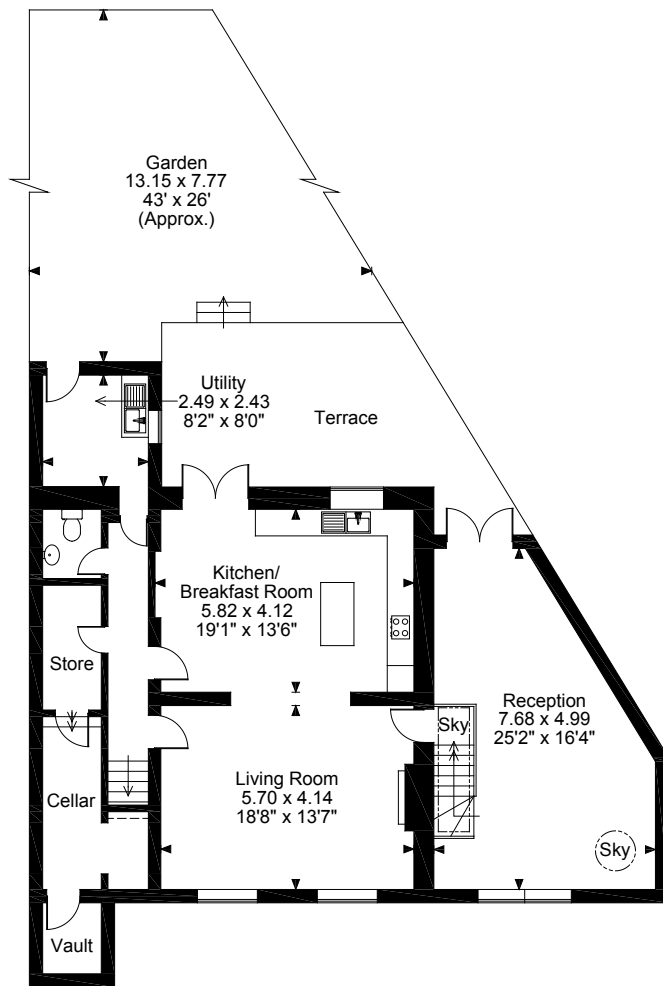 Garden
13.15 x 7.77
43' x 26'
(Approx.)
Utility
2.49 x 2.43
8'2" x 8'0"
Terrace
Kitchen/
Breakfast Room
5.82 x 4.12
19'1" x 13'6"
Store
Sky
Reception
7.68 x 4.99
25'2" x 16'4"
Living Room
5.70 x 4.14
18'8" x 13'7"
Cellar
Sky
Vault